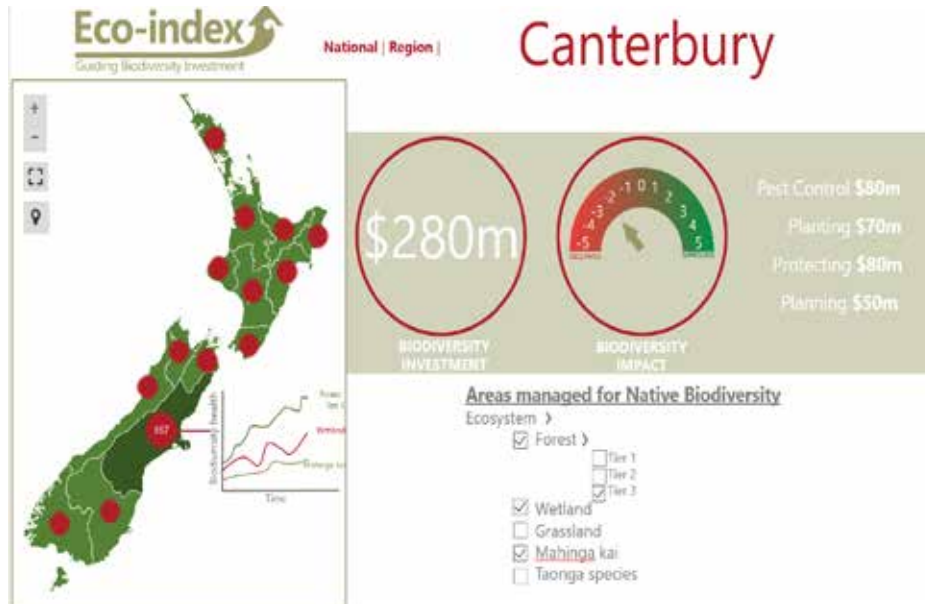 Eco-index
Guiding Biodiversity Investment
National | Region |
Canterbury
+
-
$280m
BIODIVERSITY
INVESTMENT
-5
-4
-3
-2
-1
0
1
2
3
4
5
BIODIVERSITY
IMPACT
Pest Control $80m
Planting $70m
Protecting $80m
Planning $50m
Biodiversity health
Time
Areas managed for Native Biodiversity
Ecosystem >
Forest >
Tier 1
Tier 2
Tier 3
Wetland
Grassland
Mahinga kai
Taonga species